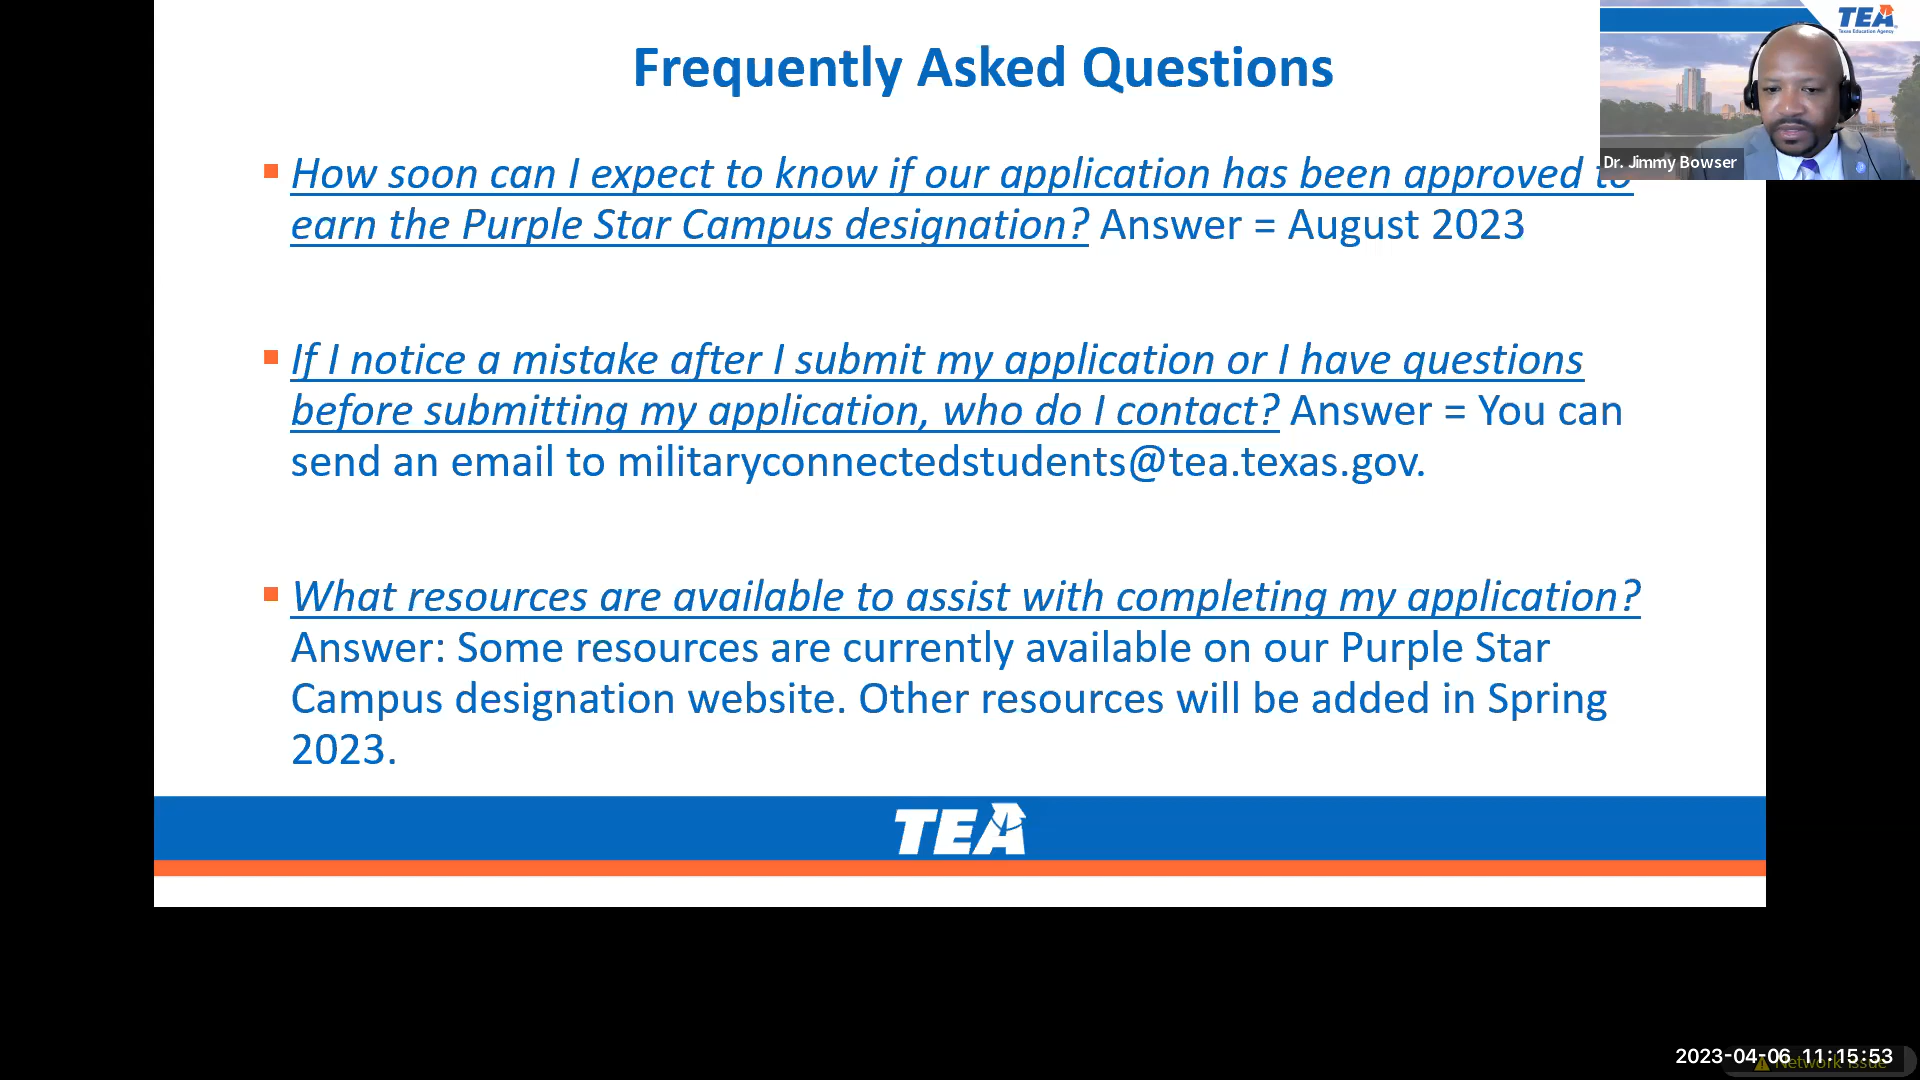 Frequently Asked Questions
TEA
Texas Education Agency
Dr. Jimmy Bowser
How soon can I expect to know if our application has been approved to
earn the Purple Star Campus designation? Answer = August 2023
If I notice a mistake after I submit my application or I have questions
before submitting my application, who do I contact? Answer = You can
send an email to militaryconnectedstudents@tea.texas.gov.
What resources are available to assist with completing my application?
Answer: Some resources are currently available on our Purple Star
Campus designation website. Other resources will be added in Spring
2023.
TEA
2023-04-06 11:15:53
Network Issue